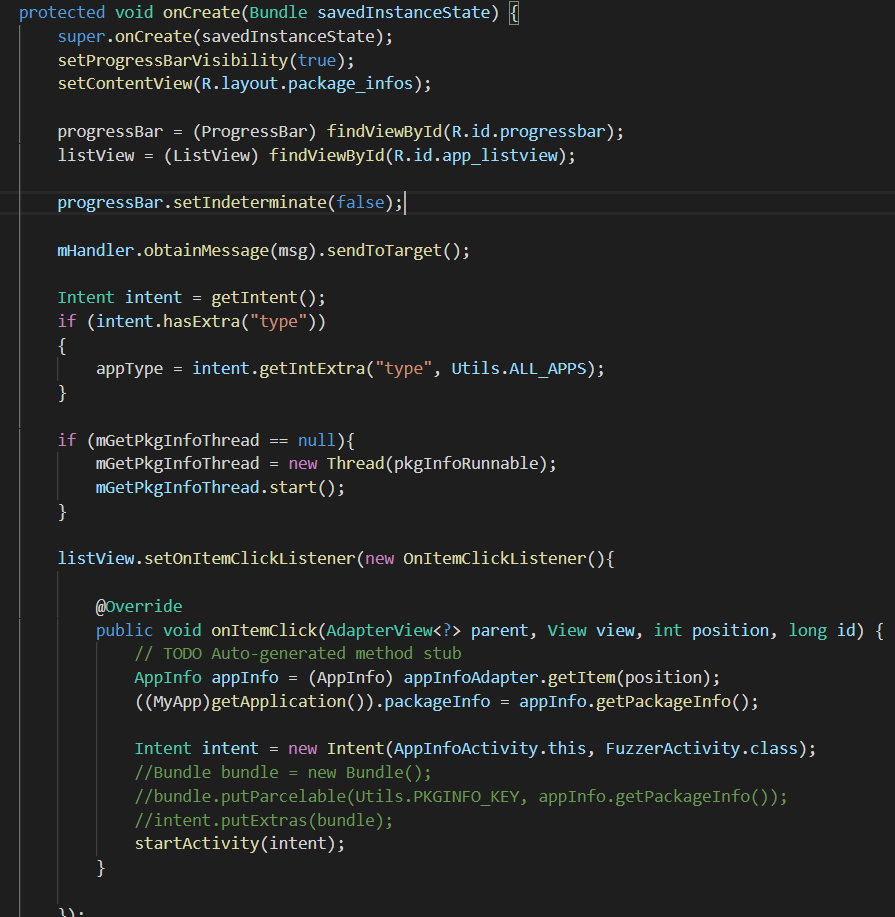 protected void onCreate(Bundle savedInstanceState) {
super.onCreate(savedInstanceState);
setProgressBarVisibility(true);
setContentView(R.layout.package_infos);
progressBar = (ProgressBar) findViewById(R.id.progressbar);
listView = (ListView) findViewById(R.id.app_listview);
progressBar.setIndeterminate(false);
mHandler.obtainMessage(msg).sendToTarget();
Intent intent = getIntent();
if (intent.hasExtra("type"))
{
appType = intent.getIntExtra("type", Utils.ALL_APPS);
}
if (mGetPkgInfoThread == null){
mGetPkgInfoThread = new Thread(pkgInfoRunnable);
mGetPkgInfoThread.start();
}
listView.setOnItemClickListener(new OnItemClickListener(){
@Override
public void onItemClick(AdapterView<?> parent, View view, int position, long id) {
// TODO Auto-generated method stub
AppInfo appInfo = (AppInfo) appInfoAdapter.getItem(position);
((MyApp)getApplication()).packageInfo = appInfo.getPackageInfo();
Intent intent = new Intent(AppInfoActivity.this, FuzzerActivity.class);
//Bundle bundle = new Bundle();
//bundle.putParcelable(Utils.PKGINFO_KEY, appInfo.getPackageInfo());
//intent.putExtras(bundle);
startActivity(intent);
}
});